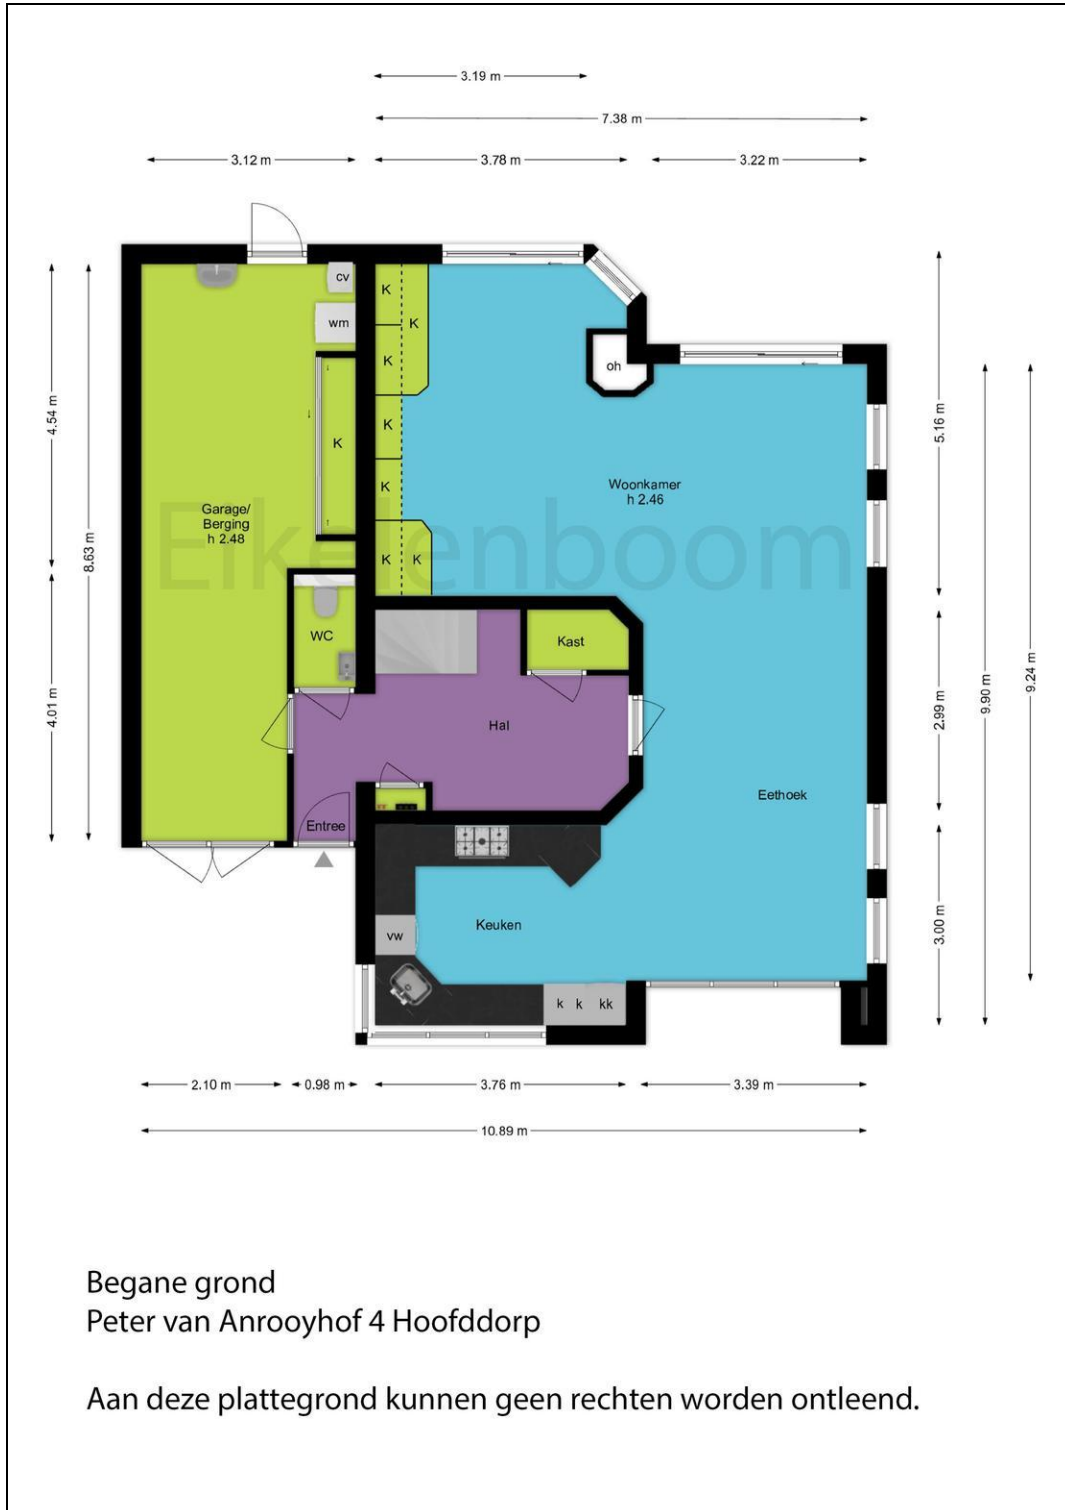 3.19 m
7.38 m
3.12 m
3.78 m
3.22 m
cv
wm
K
K
K
K
K
K
K
K
oh
4.54 m
8.63 m
5.16 m
Woonkamer
h 2.46
Garage/
Berging
h 2.48
Eikelenboom
WC
Kast
4.01 m
Hal
2.99 m
9.90 m
9.24 m
Eethoek
Entree
Keuken
vw
3.00 m
k k kk
2.10 m
0.98 m
3.76 m
3.39 m
10.89 m
Begane grond
Peter van Anrooyhof 4 Hoofddorp
Aan deze plattegrond kunnen geen rechten worden ontleend.